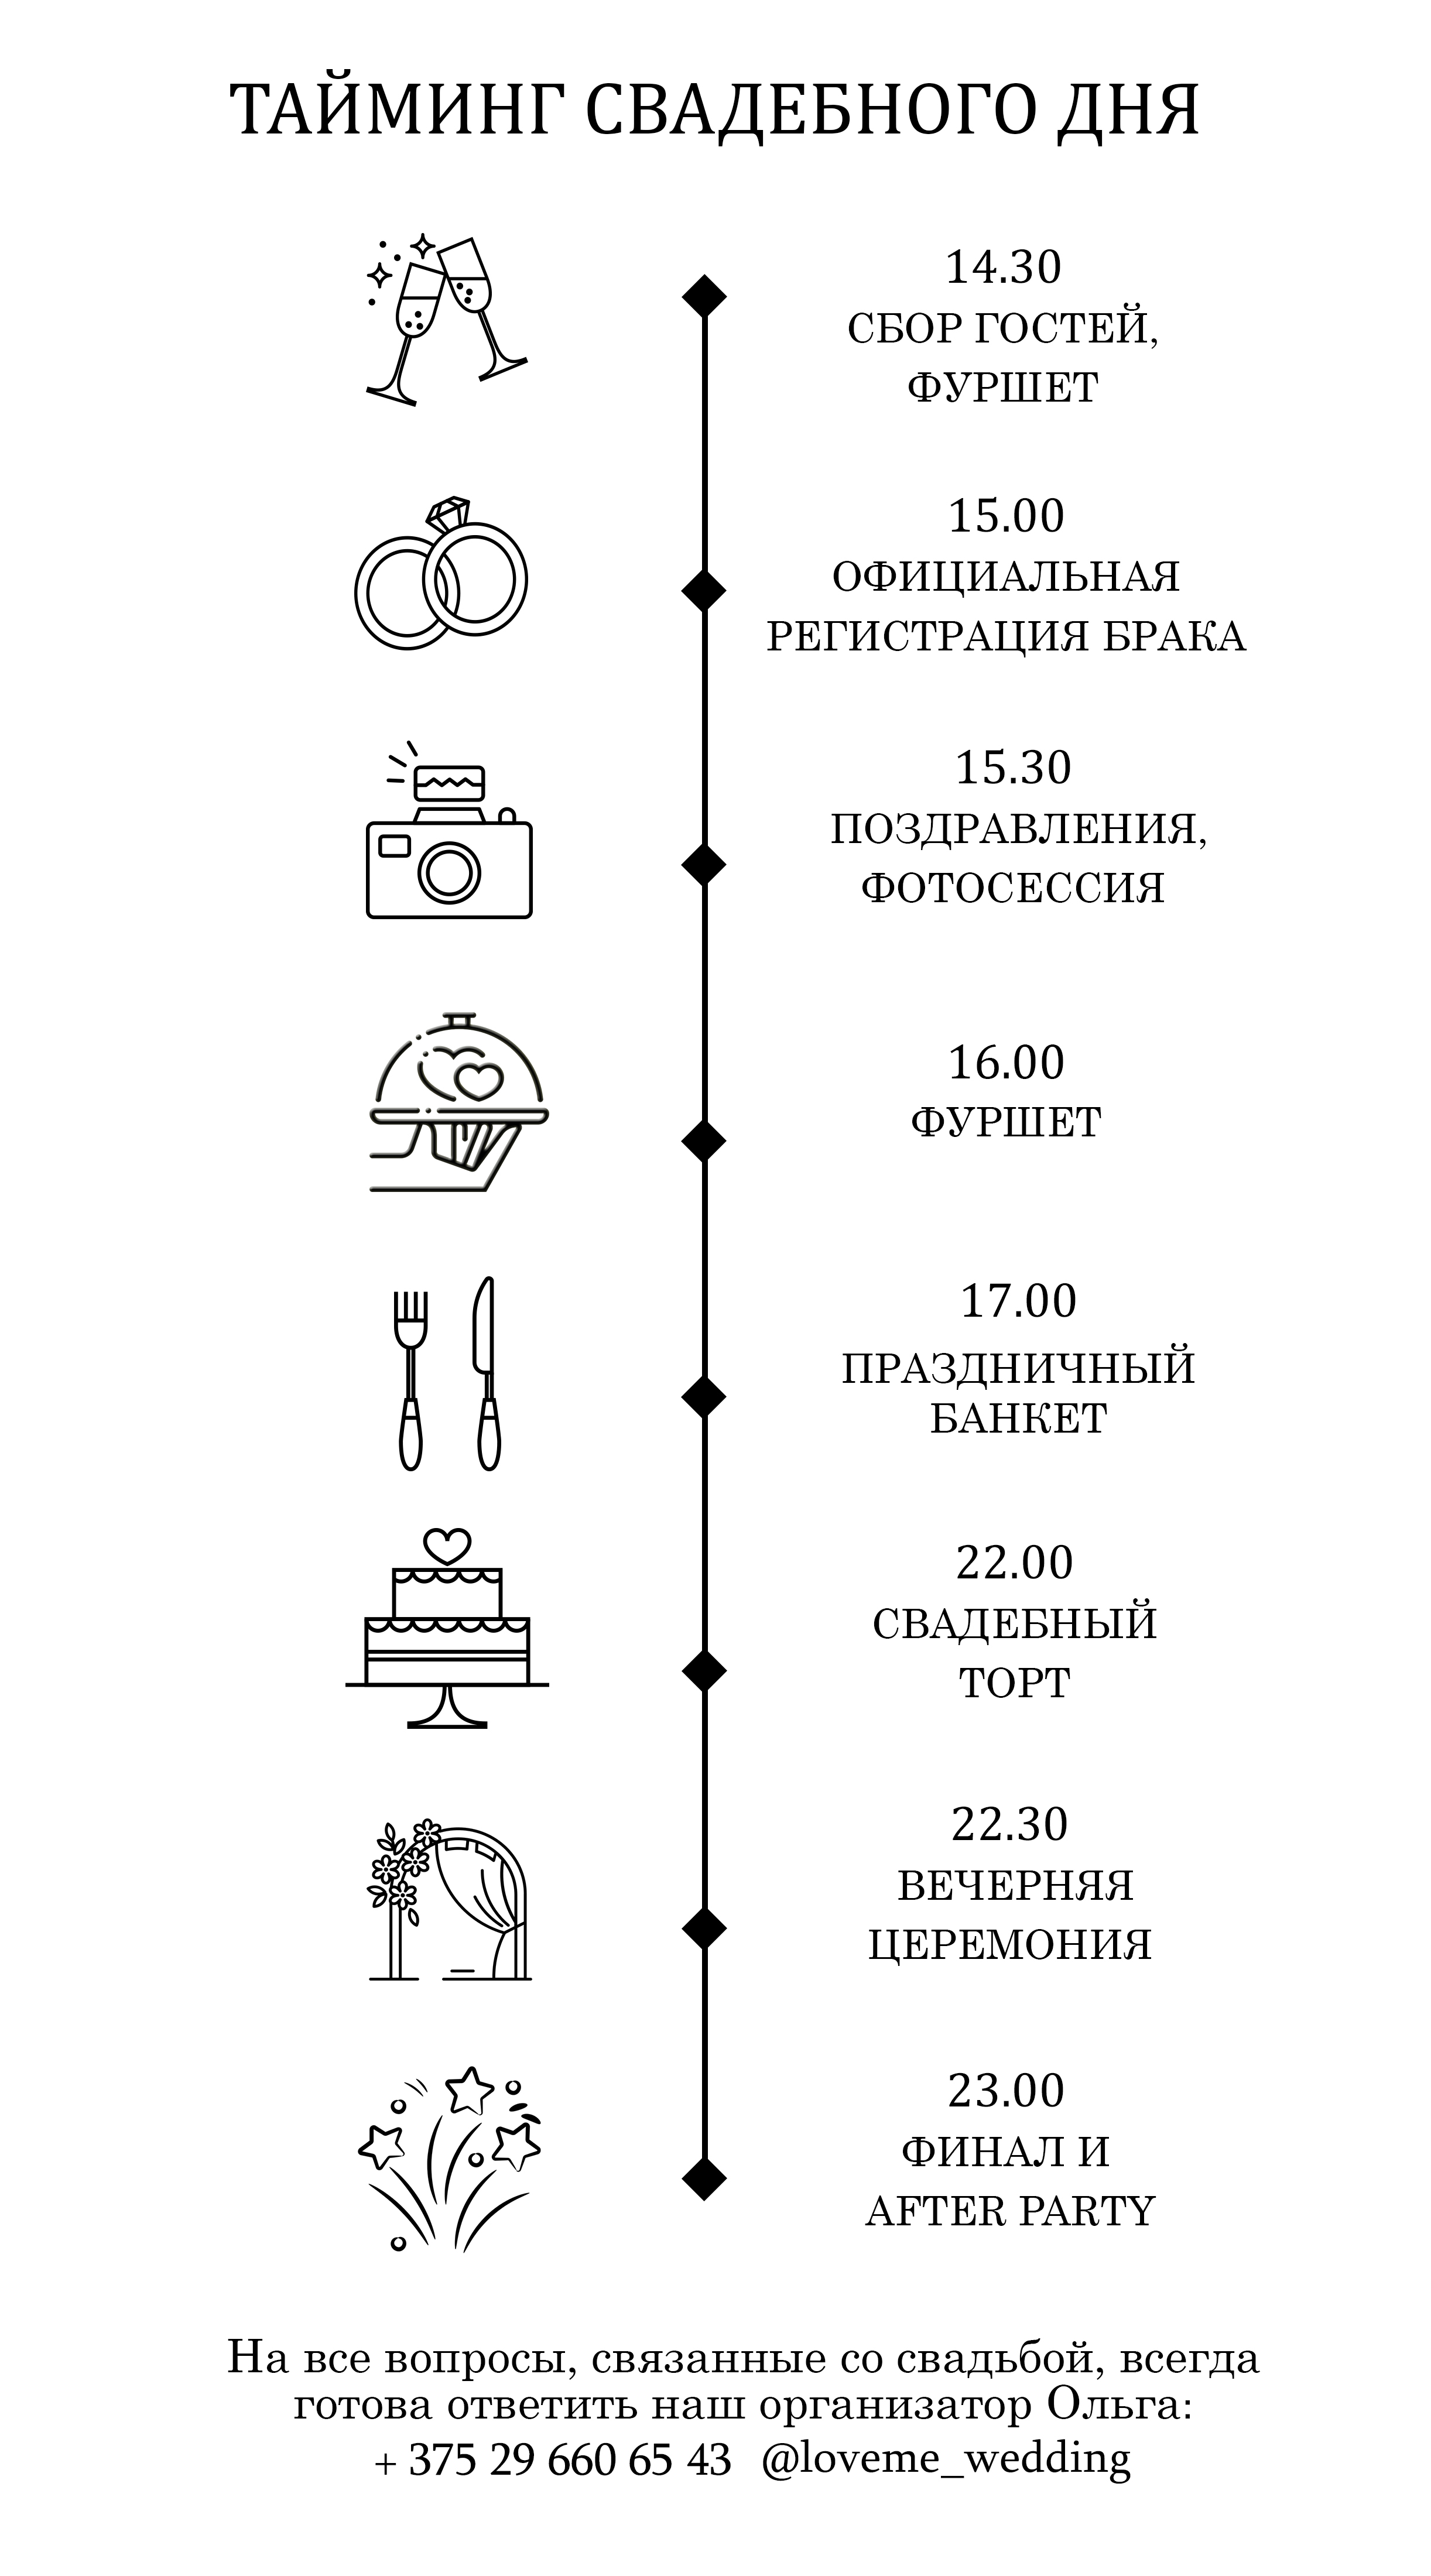 ТАЙМИНГ СВАДЕБНОГО ДНЯ
14.30
СБОР ГОСТЕЙ,
ФУРШЕТ
15.00
ОФИЦИАЛЬНАЯ
РЕГИСТРАЦИЯ БРАКА
15.30
ПОЗДРАВЛЕНИЯ,
ФОТОСЕССИЯ
16.00
ФУРШЕТ
17.00
ПРАЗДНИЧНЫЙ
БАНКЕТ
22.00
СВАДЕБНЫЙ
ТОРТ
22.30
ВЕЧЕРНЯЯ
ЦЕРЕМОНИЯ
23.00
ФИНАЛ И
AFTER PARTY
На все вопросы, связанные со свадьбой, всегда
готова ответить наш организатор Ольга:
+ 375 29 660 65 43 @loveme_wedding